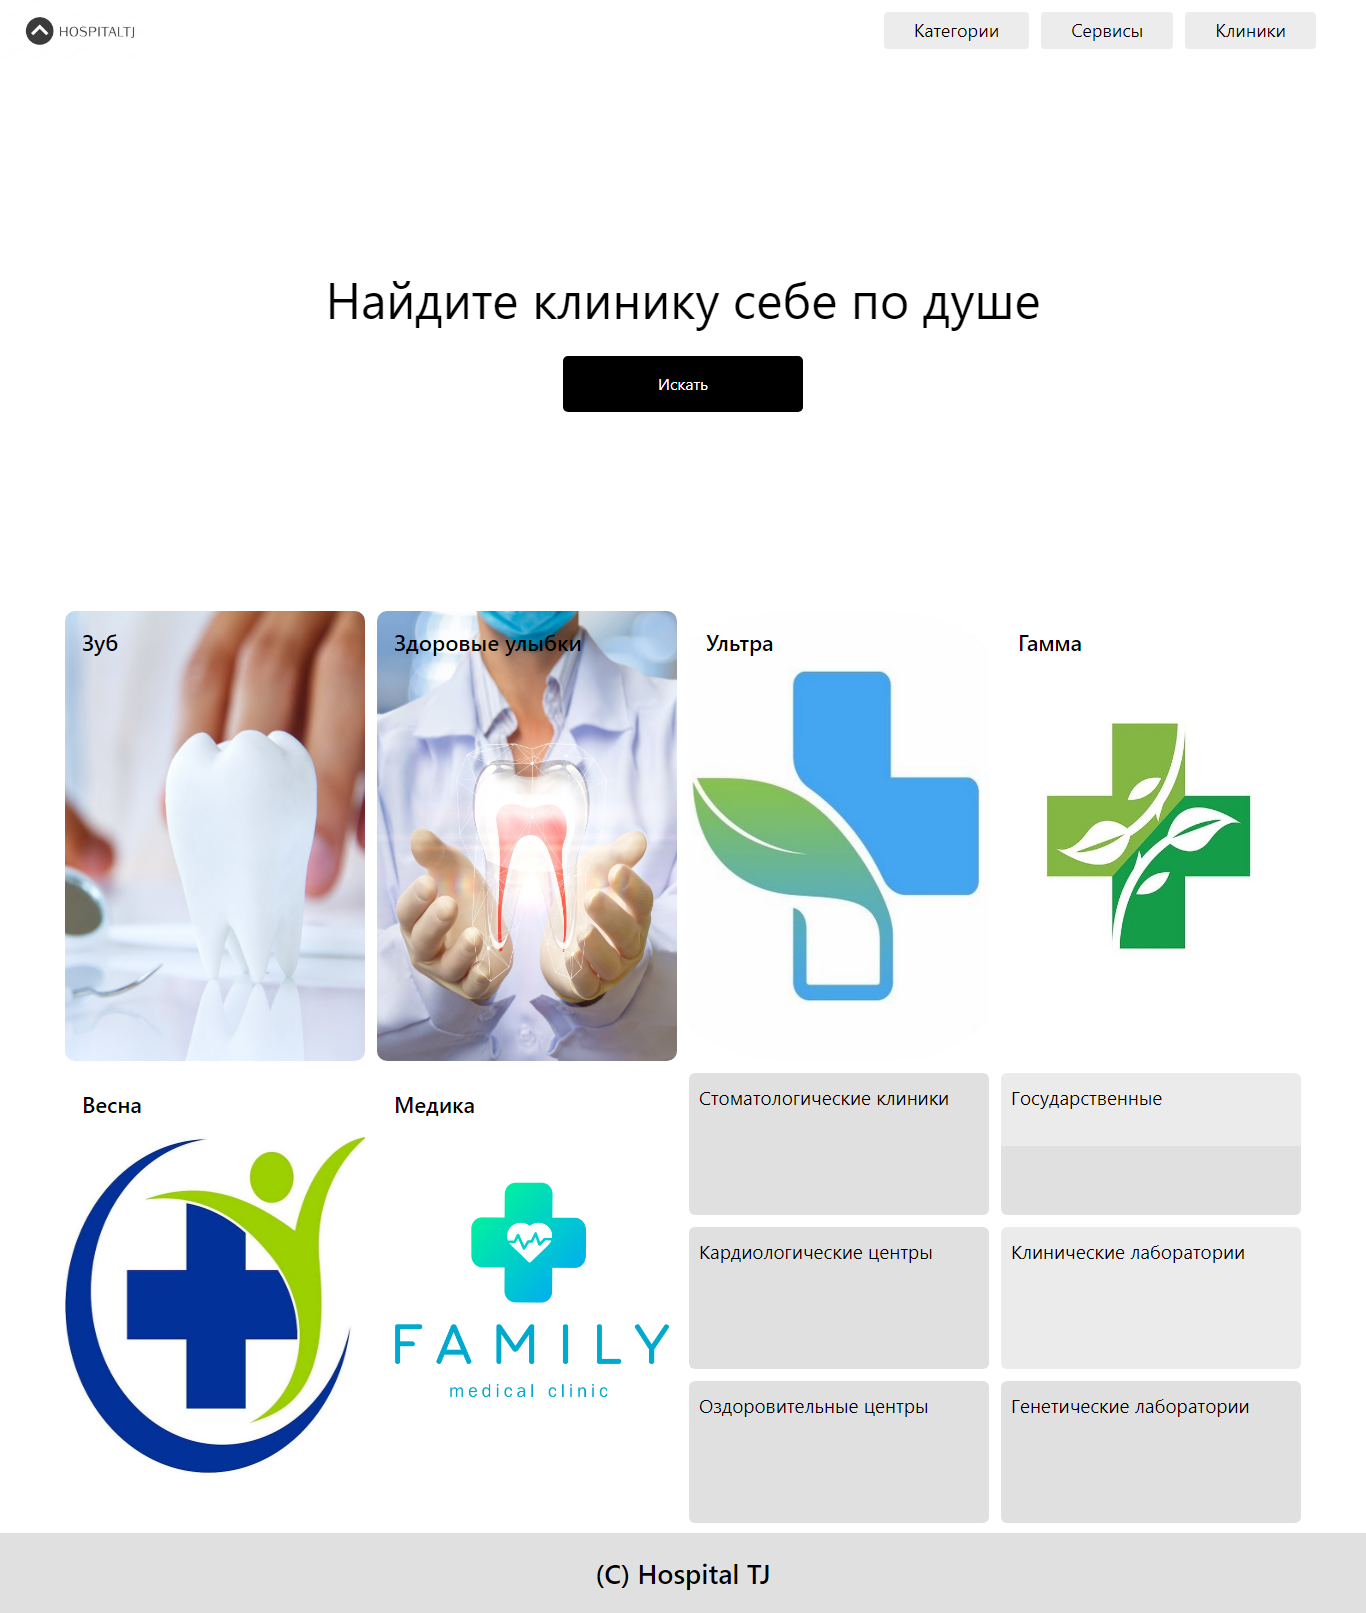 HOSPITALTJ
Категории
Сервисы
Клиники
Найдите клинику себе по душе
Искать
Зуб
Здоровые улыбки
Ультра
Гамма
Весна
Медика
FAMILY
medical clinic
Стоматологические клиники
Государственные
Кардиологические центры
Клинические лаборатории
Оздоровительные центры
Генетические лаборатории
(C) Hospital TJ